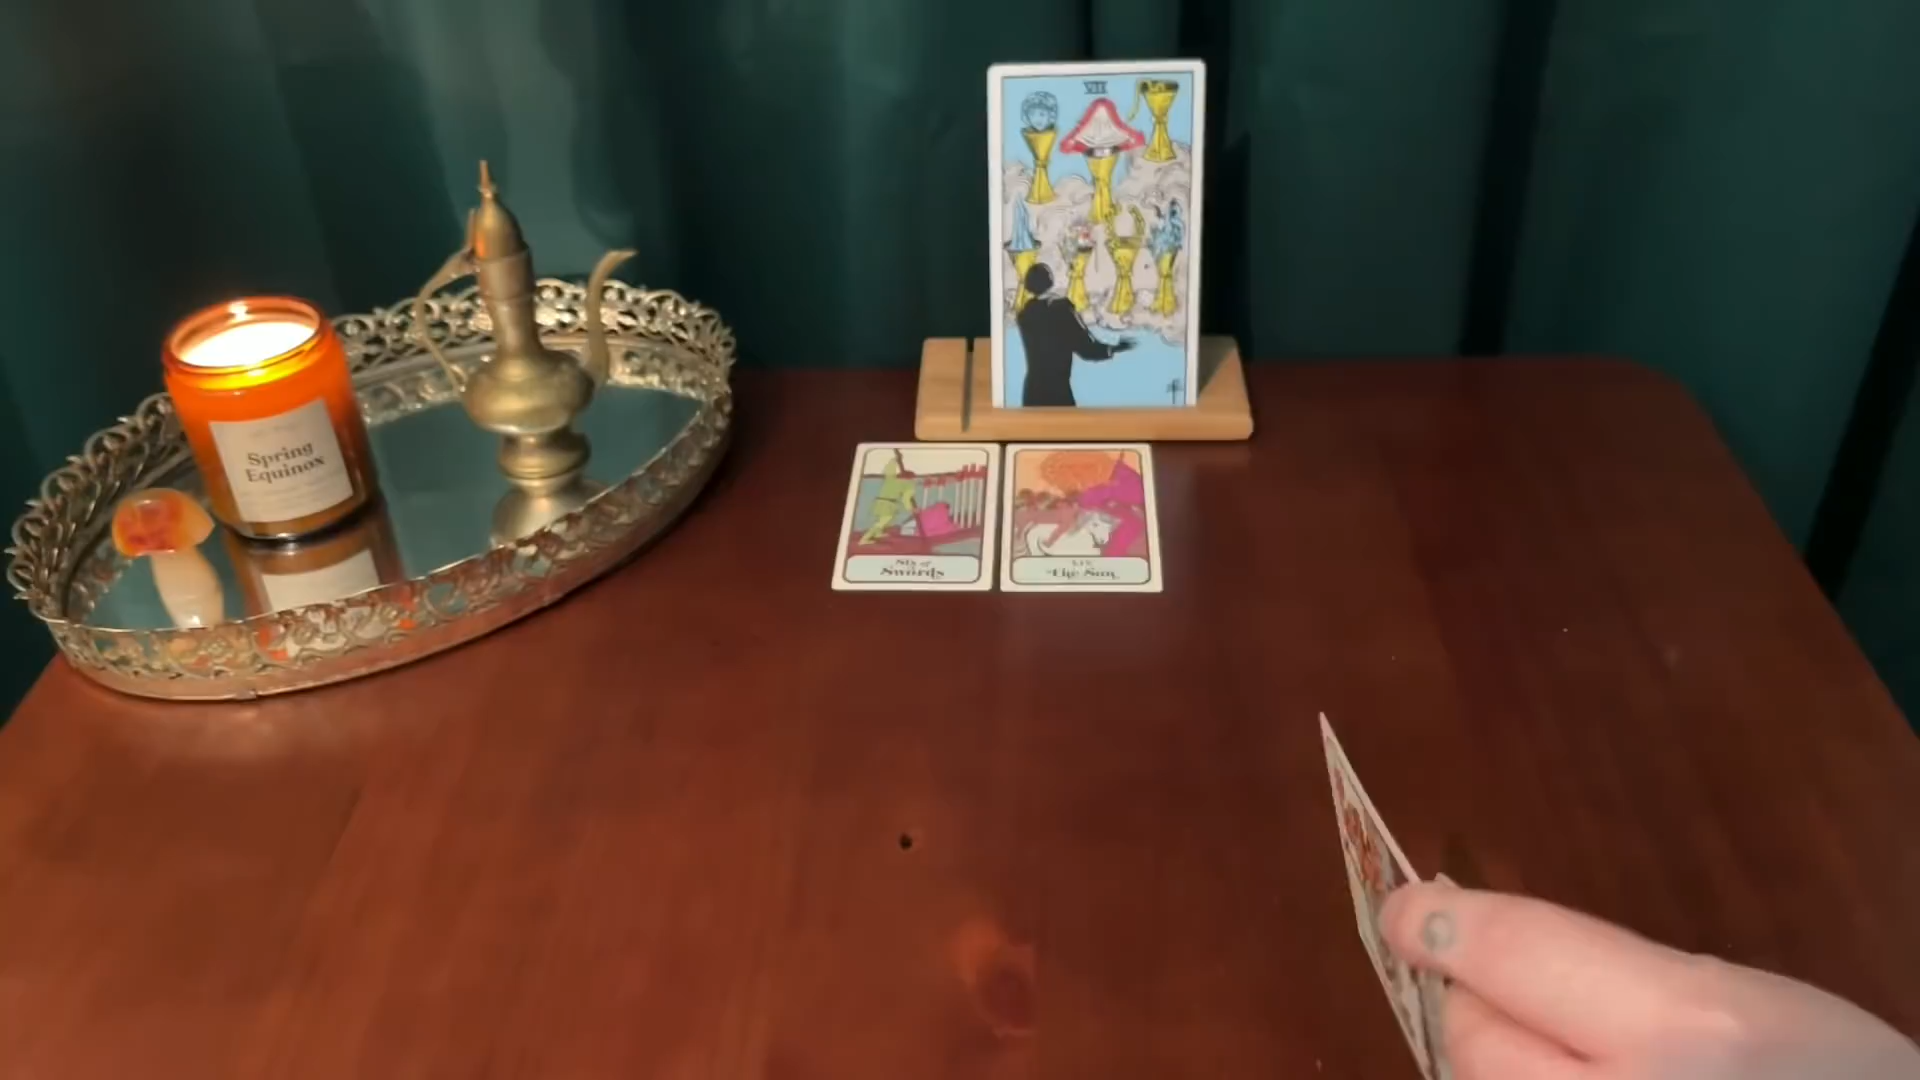 VII
Spring
Equinox
Six of
Swords
XIX
The Sun